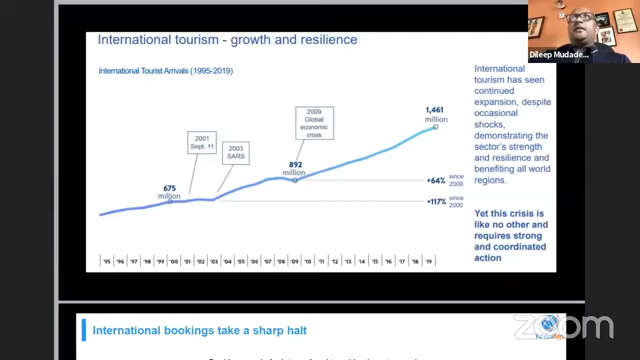 International tourism - growth and resilience
Dileep Mudade...
International Tourist Arrivals (1995-2019)
International
tourism has seen
continued
expansion, despite
occasional
shocks,
demonstrating the
sector's strength
and resilience and
benefiting all world
regions.
Yet this crisis is
like no other and
requires strong
and coordinated
action
1,461
million
2009
Global
economic
crisis
2001
Sept. 11
2003
SARS
892
million
675
million
+64% since 2009
+117% since 2000
'95 '96 '97 '98 '99 '00 '01 '02 '03 '04 '05 '06 '07 '08 '09 '10 '11 '12 '13 '14 '15 '16 '17 '18 '19
zoom
International bookings take a sharp halt